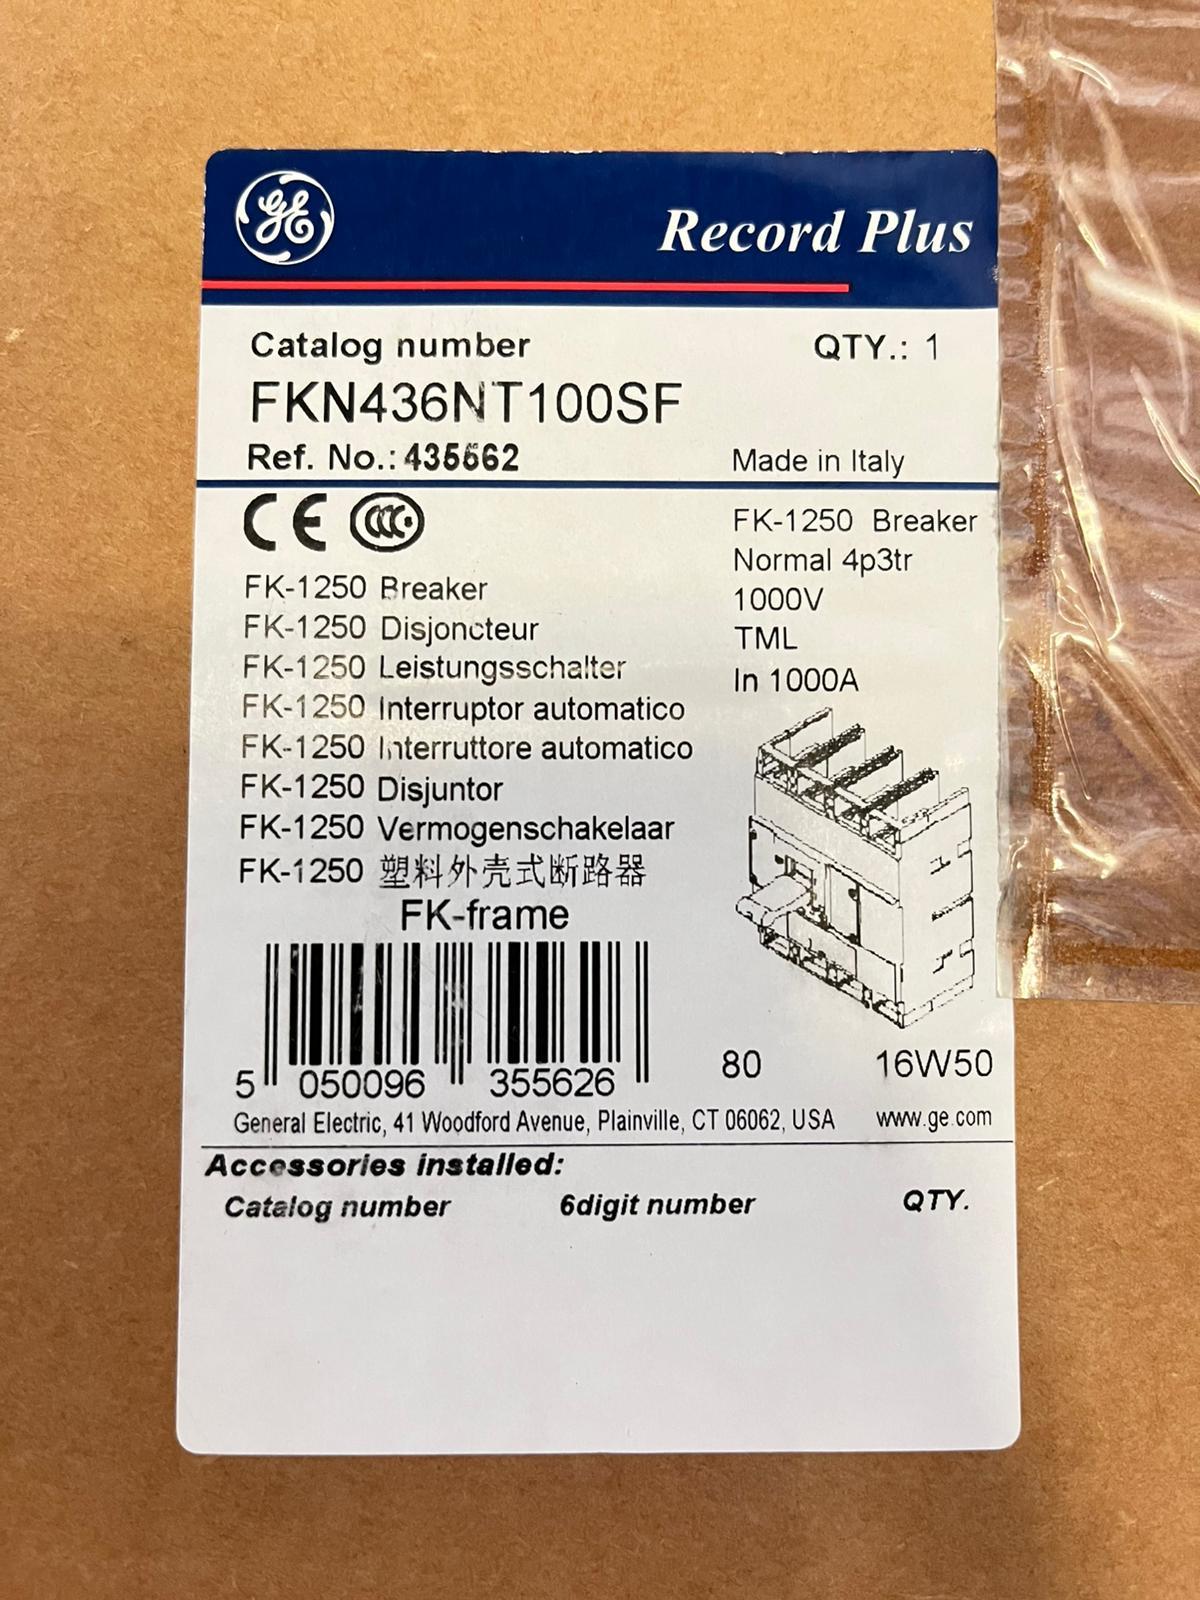 GE
Record Plus
Catalog number
QTY.: 1
FKN436NT100SF
Ref. No.: 435562
Made in Italy
CE CCC
FK-1250 Breaker
FK-1250 Disjoncteur
FK-1250 Leistungsschalter
FK-1250 Interruptor automatico
FK-1250 Interruttore automatico
FK-1250 Disjuntor
FK-1250 Vermogenschakelaar
FK-1250 塑料外壳式断路器
FK-frame
FK-1250 Breaker
Normal 4p3tr
1000V
TML
In 1000A
5 050096 355626
80 16W50
General Electric, 41 Woodford Avenue, Plainville, CT 06062, USA www.ge.com
Accessories installed:
Catalog number 6digit number QTY.